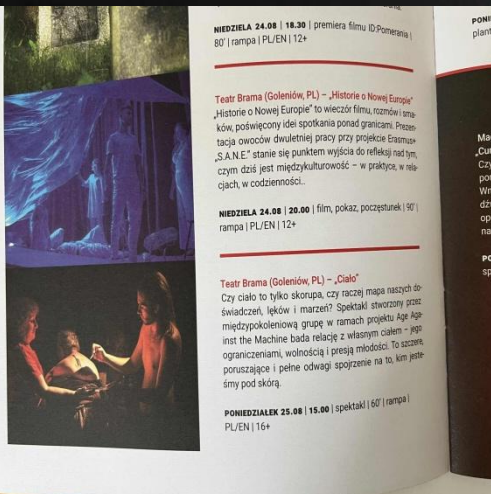 NIEDZIELA 24.08 | 18.30 | premiera filmu ID:Pomerania |
80' | rampa | PL/EN | 12+
Teatr Brama (Goleniów, PL) – „Historie o Nowej Europie"
„Historie o Nowej Europie" to wieczór filmu, rozmów i sma-
ków, poświęcony idei spotkania ponad granicami. Prezen-
tacja owoców dwuletniej pracy przy projekcie Erasmus+
„S.A.N.E." stanie się punktem wyjścia do refleksji nad tym,
czym dziś jest międzykulturowość – w praktyce, w rela-
cjach, w codzienności..
NIEDZIELA 24.08 | 20.00 | film, pokaz, poczęstunek | 90' |
rampa | PL/EN | 12+
Teatr Brama (Goleniów, PL) – „Ciało"
Czy ciało to tylko skorupa, czy raczej mapa naszych do-
świadczeń, lęków i marzeń? Spektakl stworzony przez
międzypokoleniową grupę w ramach projektu Age Aga-
inst the Machine bada relację z własnym ciałem – jego
ograniczeniami, wolnością i presją młodości. To szczere,
poruszające i pełne odwagi spojrzenie na to, kim jeste-
śmy pod skórą.
PONIEDZIAŁEK 25.08 | 15.00 | spektakl | 60' | rampa |
PL/EN | 16+